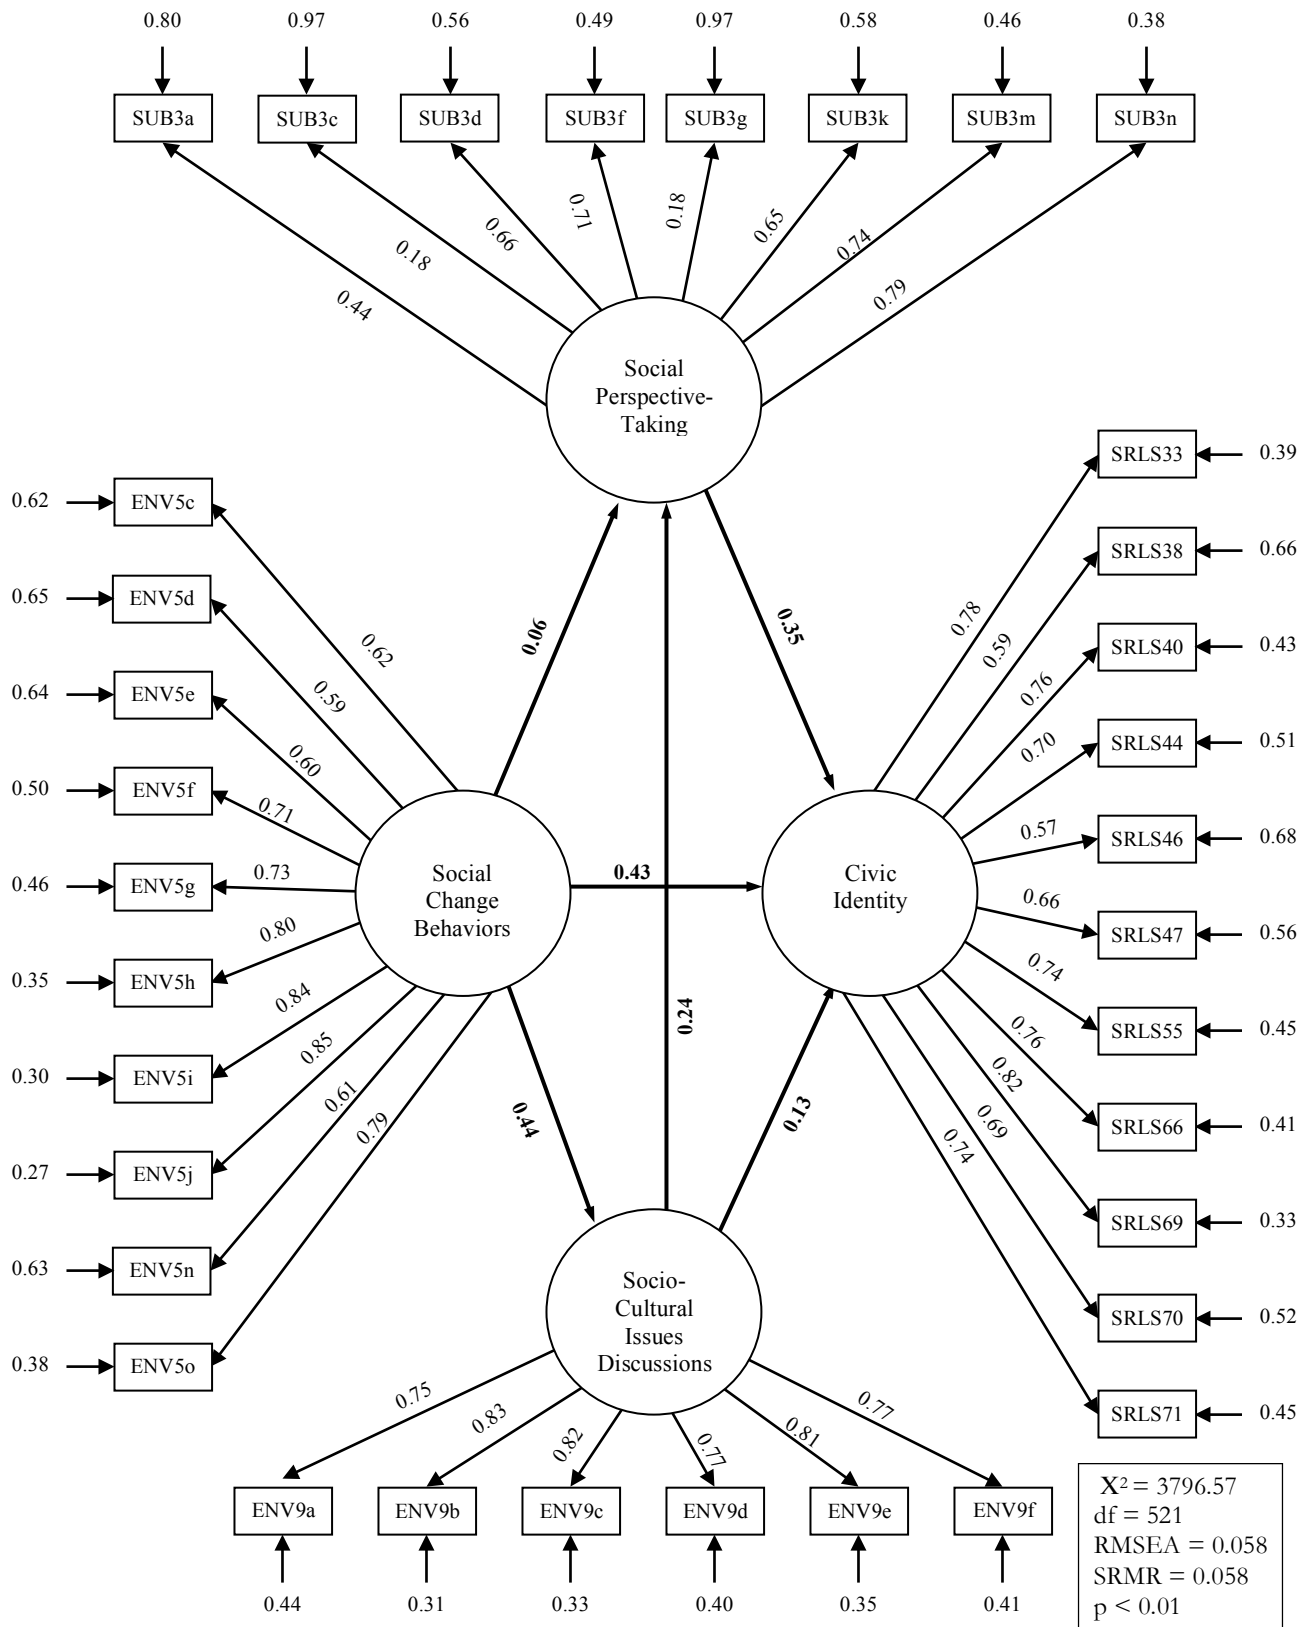 0.80 0.97 0.56 0.49 0.97 0.58 0.46 0.38
SUB3a SUB3c SUB3d SUB3f SUB3g SUB3k SUB3m SUB3n
0.44 0.18 0.66 0.71 0.18 0.65 0.74 0.79
Social
Perspective-
Taking
0.62 ENV5c 0.62
0.65 ENV5d 0.59
0.64 ENV5e 0.60
0.50 ENV5f 0.71
0.46 ENV5g 0.73
0.35 ENV5h 0.80
0.30 ENV5i 0.84
0.27 ENV5j 0.85
0.63 ENV5n 0.61
0.38 ENV5o 0.79
Social
Change
Behaviors
0.06
0.35
0.43
0.24
0.44
0.13
Civic
Identity
0.78 SRLS33 0.39
0.59 SRLS38 0.66
0.76 SRLS40 0.43
0.70 SRLS44 0.51
0.57 SRLS46 0.68
0.66 SRLS47 0.56
0.74 SRLS55 0.45
0.76 SRLS66 0.41
0.82 SRLS69 0.33
0.69 SRLS70 0.52
0.74 SRLS71 0.45
Socio-
Cultural
Issues
Discussions
0.75 0.83 0.82 0.77 0.81 0.77
ENV9a ENV9b ENV9c ENV9d ENV9e ENV9f
0.44 0.31 0.33 0.40 0.35 0.41
X² = 3796.57
df = 521
RMSEA = 0.058
SRMR = 0.058
p < 0.01